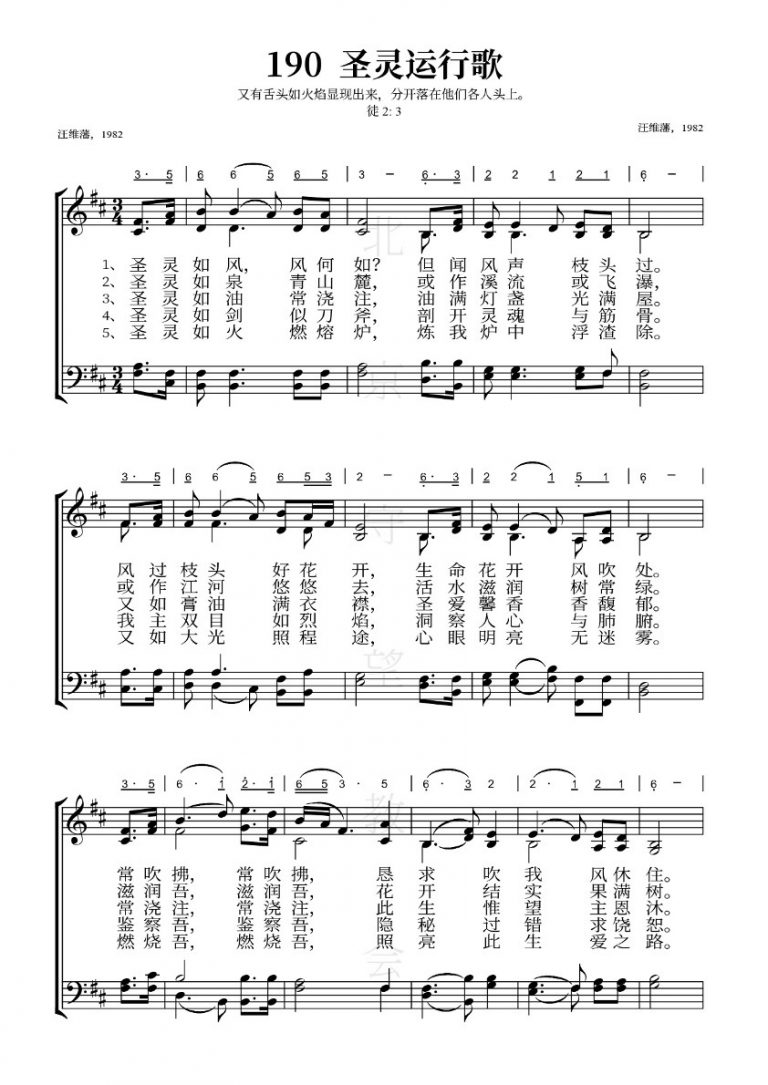 190 圣灵运行歌
又有舌头如火焰显现出来，分开落在他们各人头上。
徒 2: 3
汪维藩，1982
汪维藩，1982
3· 5 | 6 6 5 6 5 | 3 – 6· 3 | 2 2 1 2 1 | 6 –
1、圣灵如风，风何如？但闻风声枝头过。
2、圣灵如泉青山麓，或作溪流或飞瀑，
3、圣灵如油常浇注，油满灯盏光满屋。
4、圣灵如剑似刀斧，剖开灵魂与筋骨。
5、圣灵如火燃熔炉，炼我炉中浮渣除。
3· 5 | 6 6 5 6 5 3 | 2 – 6· 3 | 2 2 1 5 1 | 6 –
风过枝头好花开，生命花开风吹处。
或作江河悠悠去，活水滋润树常绿。
又如膏油满衣襟，圣爱馨香香馥郁。
我主双目如烈焰，洞察人心与肺腑。
又如大光照程途，心眼明亮无迷雾。
3· 5 | 6· 1 2· 1 | 6 5 3· 5 | 6· 3 2 | 2· 1 2 1 | 6 –
常吹拂，常吹拂，恳求吹我风休住。
滋润吾，滋润吾，花开结实果满树。
常浇注，常浇注，此生惟望主恩沐。
鉴察吾，鉴察吾，隐秘过错求饶恕。
燃烧吾，燃烧吾，照亮此生爱之路。
北京守望教会